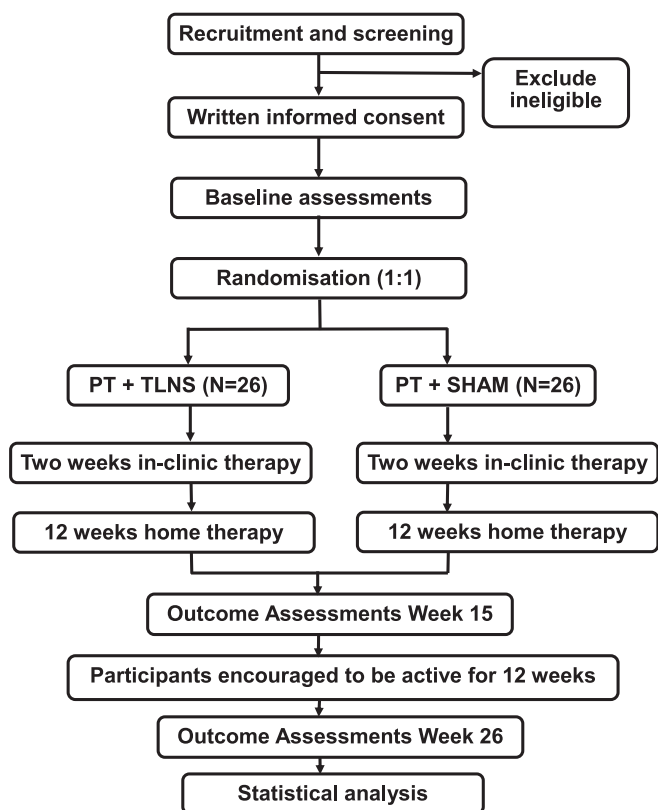 Recruitment and screening
Exclude
ineligible
Written informed consent
Baseline assessments
Randomisation (1:1)
PT + TLNS (N=26)
PT + SHAM (N=26)
Two weeks in-clinic therapy
Two weeks in-clinic therapy
12 weeks home therapy
12 weeks home therapy
Outcome Assessments Week 15
Participants encouraged to be active for 12 weeks
Outcome Assessments Week 26
Statistical analysis